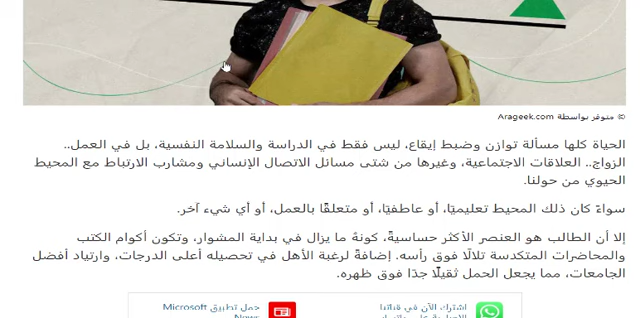 © متوفر بواسطة Arageek.com
الحياة كلها مسألة توازن وضبط إيقاع، ليس فقط في الدراسة والسلامة النفسية، بل في العمل..
الزواج.. العلاقات الاجتماعية، وغيرها من شتى مسائل الاتصال الإنساني ومشارب الارتباط مع المحيط
الحيوي من حولنا.
سواءً كان ذلك المحيط تعليميًا، أو عاطفيًا، أو متعلقًا بالعمل، أو أي شيء آخر.
إلا أن الطالب هو العنصر الأكثر حساسيةً، كونهُ ما يزال في بداية المشوار، وتكون أكوام الكتب
والمحاضرات المتكدسة تلالًا فوق رأسه. إضافةً لرغبة الأهل في تحصيله أعلى الدرجات، وارتياد أفضل
الجامعات، مما يجعل الحمل ثقيلًا جدًا فوق ظهره.
اشترك الآن في قناتنا
حمل تطبيق Microsoft
News